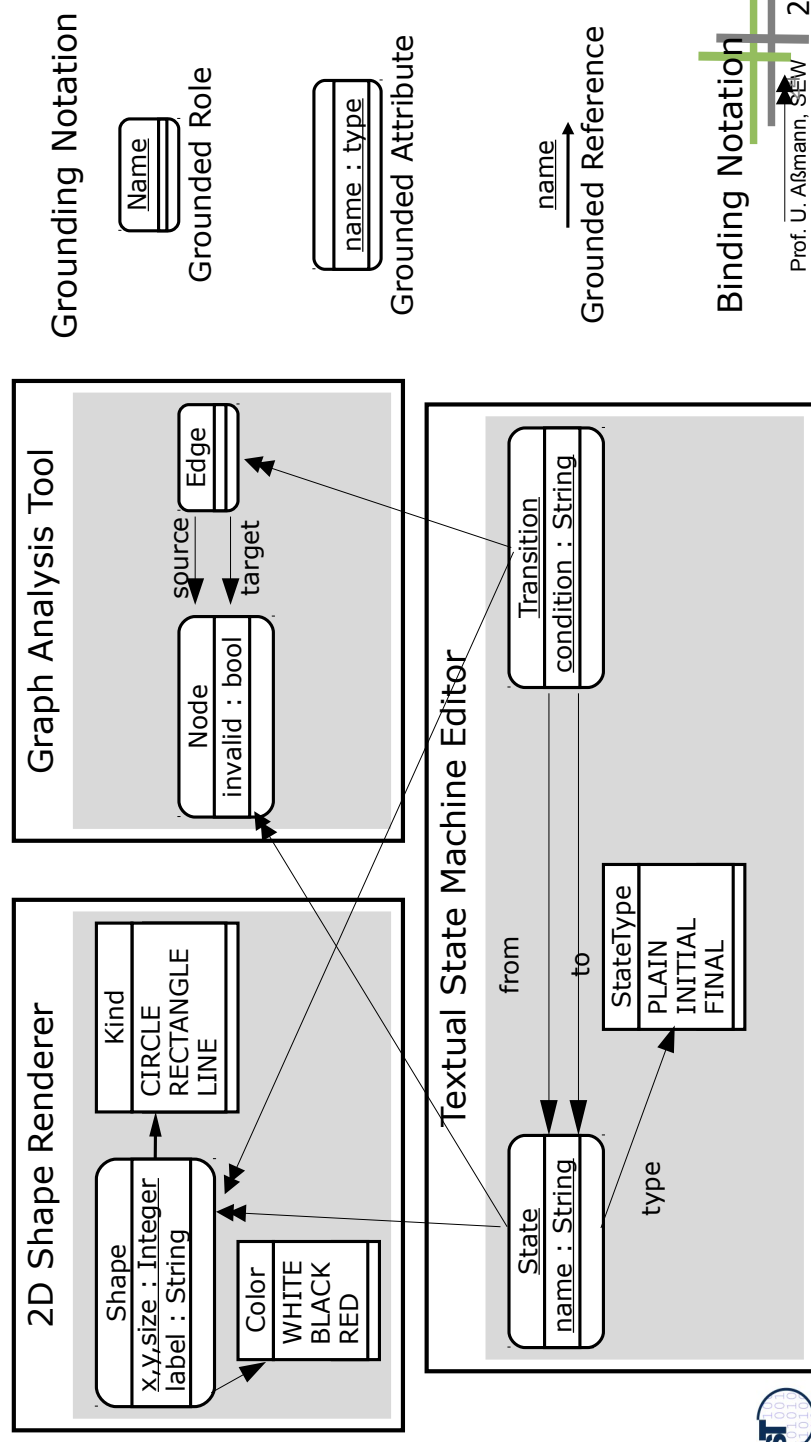 2D Shape Renderer
Shape
x,y,size : Integer
label : String
Kind
CIRCLE
RECTANGLE
LINE
Color
WHITE
BLACK
RED
Graph Analysis Tool
Node
invalid : bool
source
target
Edge
Textual State Machine Editor
State
name : String
from
to
type
StateType
PLAIN
INITIAL
FINAL
Transition
condition : String
Grounding Notation
Name
Grounded Role
name : type
Grounded Attribute
name
Grounded Reference
Binding Notation
Prof. U. Aßmann, SEW
2